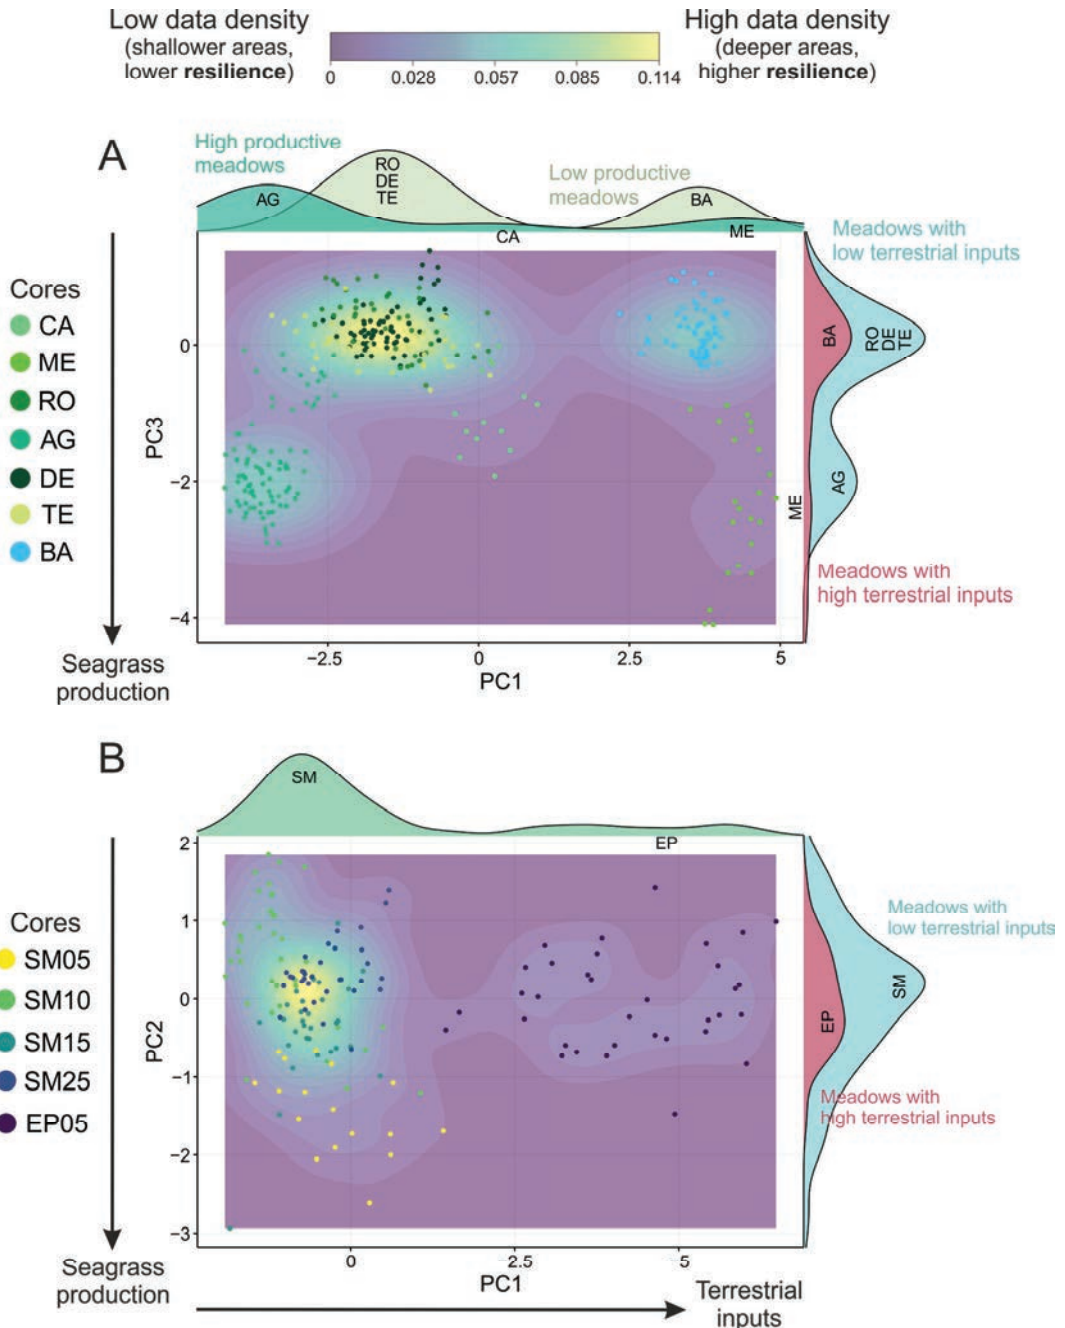 Low data density
(shallower areas,
lower resilience)
High data density
(deeper areas,
higher resilience)
0 0.028 0.057 0.085 0.114
A
High productive
meadows
Low productive
meadows
RO
DE
TE
AG
BA
CA
ME
Meadows with
low terrestrial inputs
Cores
CA
ME
RO
AG
DE
TE
BA
PC3
0
−2
−4
BA
RO
DE
TE
AG
ME
Meadows with
high terrestrial inputs
−2.5 0 2.5 5
PC1
Seagrass
production
B
SM
EP
Cores
SM05
SM10
SM15
SM25
EP05
PC2
2
1
0
−1
−2
−3
Meadows with
low terrestrial inputs
SM
EP
Meadows with
high terrestrial inputs
0 2.5 5
PC1
Seagrass
production
Terrestrial
inputs